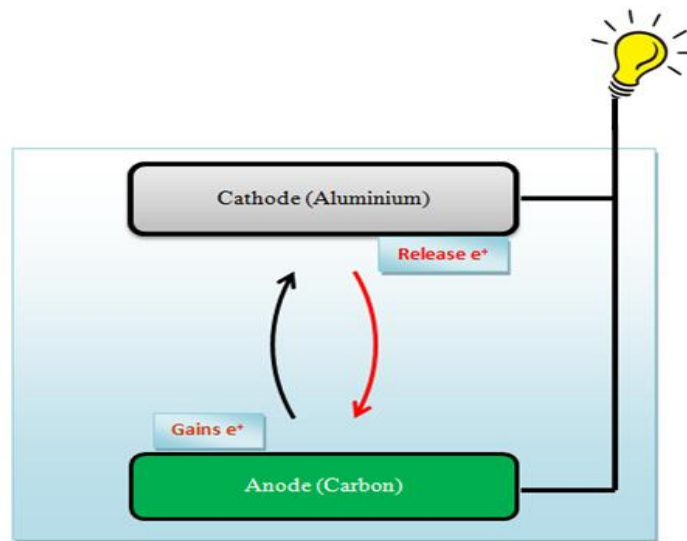 Cathode (Aluminium)
Release e⁺
Gains e⁺
Anode (Carbon)